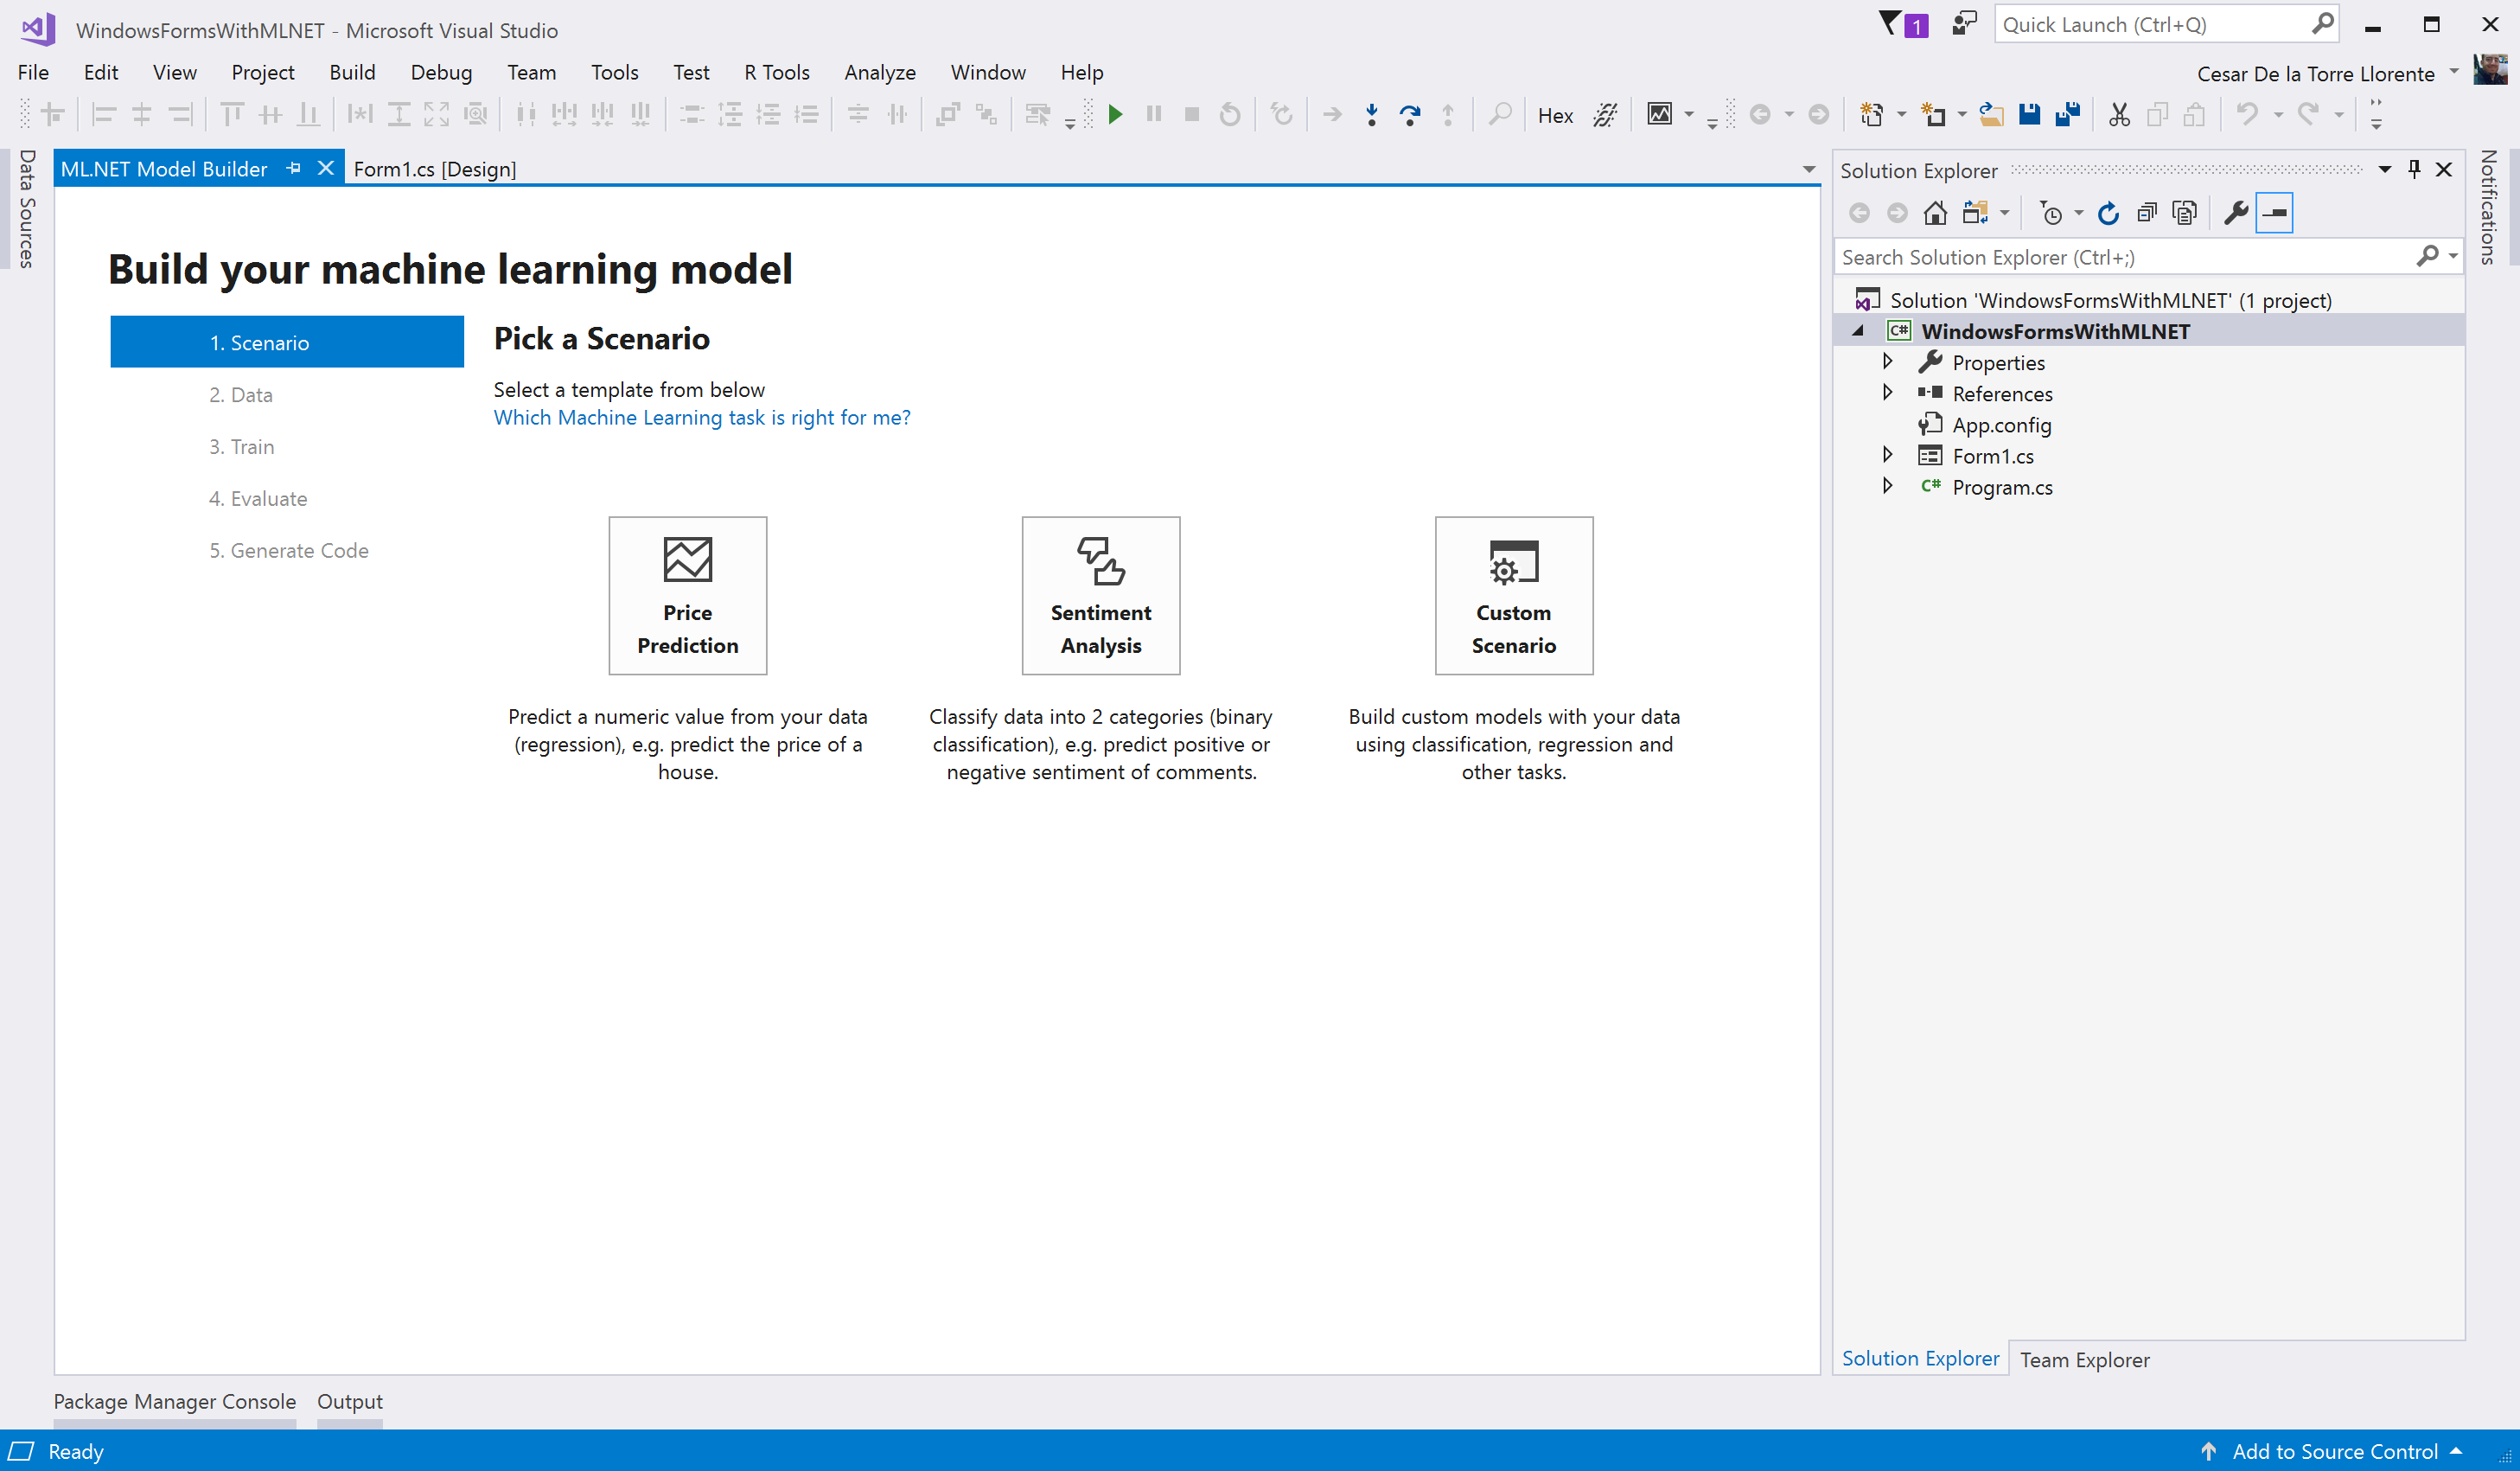 WindowsFormsWithMLNET - Microsoft Visual Studio
1
Quick Launch (Ctrl+Q)
File Edit View Project Build Debug Team Tools Test R Tools Analyze Window Help
Cesar De la Torre Llorente
Hex
Data Sources
ML.NET Model Builder
Form1.cs [Design]
Build your machine learning model
1. Scenario
2. Data
3. Train
4. Evaluate
5. Generate Code
Pick a Scenario
Select a template from below
Which Machine Learning task is right for me?
Price
Prediction
Predict a numeric value from your data
(regression), e.g. predict the price of a
house.
Sentiment
Analysis
Classify data into 2 categories (binary
classification), e.g. predict positive or
negative sentiment of comments.
Custom
Scenario
Build custom models with your data
using classification, regression and
other tasks.
Solution Explorer
Search Solution Explorer (Ctrl+;)
Solution 'WindowsFormsWithMLNET' (1 project)
C# WindowsFormsWithMLNET
Properties
References
App.config
Form1.cs
C# Program.cs
Solution Explorer
Team Explorer
Notifications
Package Manager Console
Output
Ready
Add to Source Control